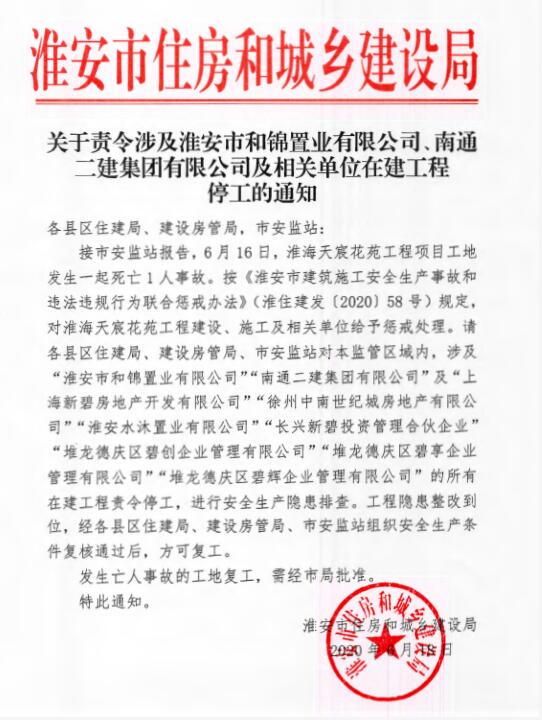 淮安市住房和城乡建设局
关于责令涉及淮安市和锦置业有限公司、南通
二建集团有限公司及相关单位在建工程
停工的通知
各县区住建局、建设房管局，市安监站：
接市安监站报告，6月16日，淮海天宸花苑工程项目工地
发生一起死亡1人事故。按《淮安市建筑施工安全生产事故和
违法违规行为联合惩戒办法》（淮住建发〔2020〕58号）规定，
对淮海天宸花苑工程建设、施工及相关单位给予惩戒处理。请
各县区住建局、建设房管局、市安监站对本监管区域内，涉及
“淮安市和锦置业有限公司”“南通二建集团有限公司”及“上
海新碧房地产开发有限公司”“徐州中南世纪城房地产有限公
司”“淮安水沐置业有限公司”“长兴新碧投资管理合伙企业”
“堆龙德庆区碧创企业管理有限公司”“堆龙德庆区碧享企业
管理有限公司”“堆龙德庆区碧辉企业管理有限公司”的所有
在建工程责令停工，进行安全生产隐患排查。工程隐患整改到
位，经各县区住建局、建设房管局、市安监站组织安全生产条
件复核通过后，方可复工。
发生亡人事故的工地复工，需经市局批准。
特此通知。
淮安市住房和城乡建设局
2020年6月18日
淮安市住房和城乡建设局